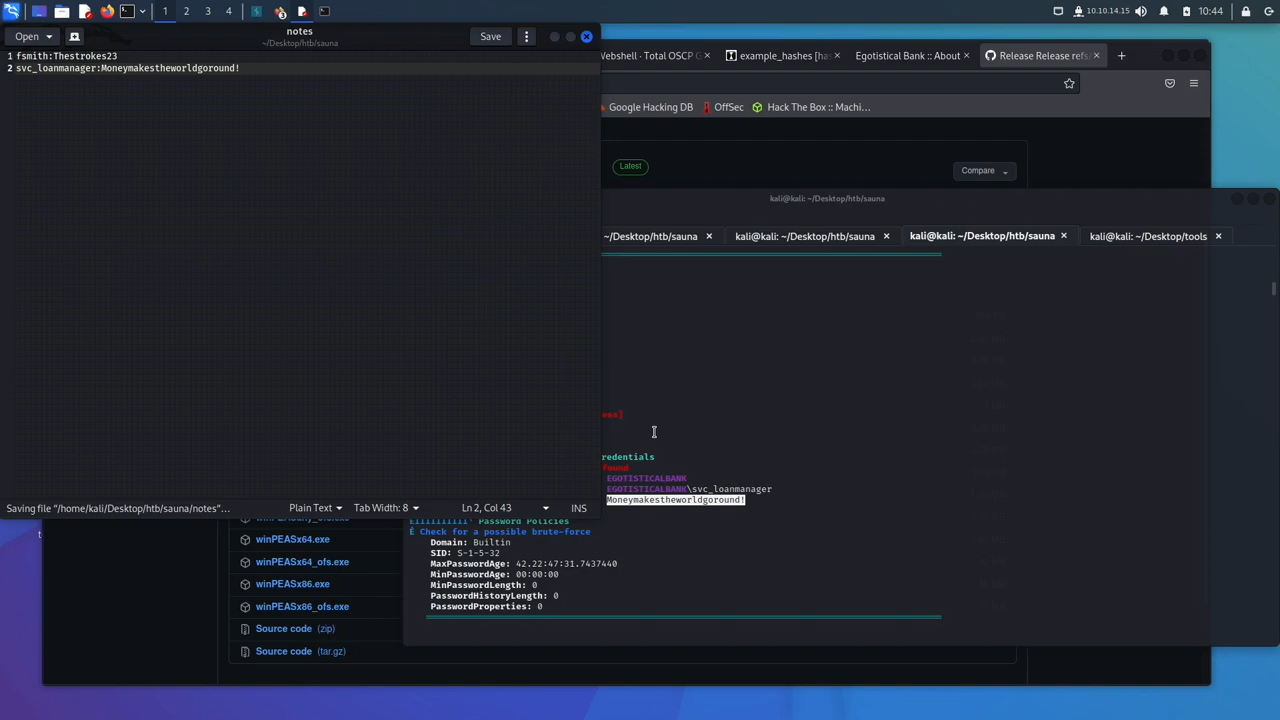 1 2 3 4
3
10.10.14.15
10:44
Open
notes
~/Desktop/htb/sauna
Save
1 fsmith:Thestrokes23
2 svc_loanmanager:Moneymakestheworldgoround!
Saving file “/home/kali/Desktop/htb/sauna/notes”…
Plain Text
Tab Width: 8
Ln 2, Col 43
INS
Webshell - Total OSCP G
example_hashes [has
Egotistical Bank :: About
Release Release refs/
Google Hacking DB
OffSec
Hack The Box :: Machi…
Latest
Compare
kali@kali: ~/Desktop/htb/sauna
~/Desktop/htb/sauna
kali@kali: ~/Desktop/htb/sauna
kali@kali: ~/Desktop/htb/sauna
kali@kali: ~/Desktop/tools
redentials
found
EGOTISTICALBANK
EGOTISTICALBANK\svc_loanmanager
Moneymakestheworldgoround!
Password Policies
É Check for a possible brute-force
Domain: Builtin
SID: S-1-5-32
MaxPasswordAge: 42.22:47:31.7437440
MinPasswordAge: 00:00:00
MinPasswordLength: 0
PasswordHistoryLength: 0
PasswordProperties: 0
winPEASx64.exe
winPEASx64_ofs.exe
winPEASx86.exe
winPEASx86_ofs.exe
Source code (zip)
Source code (tar.gz)